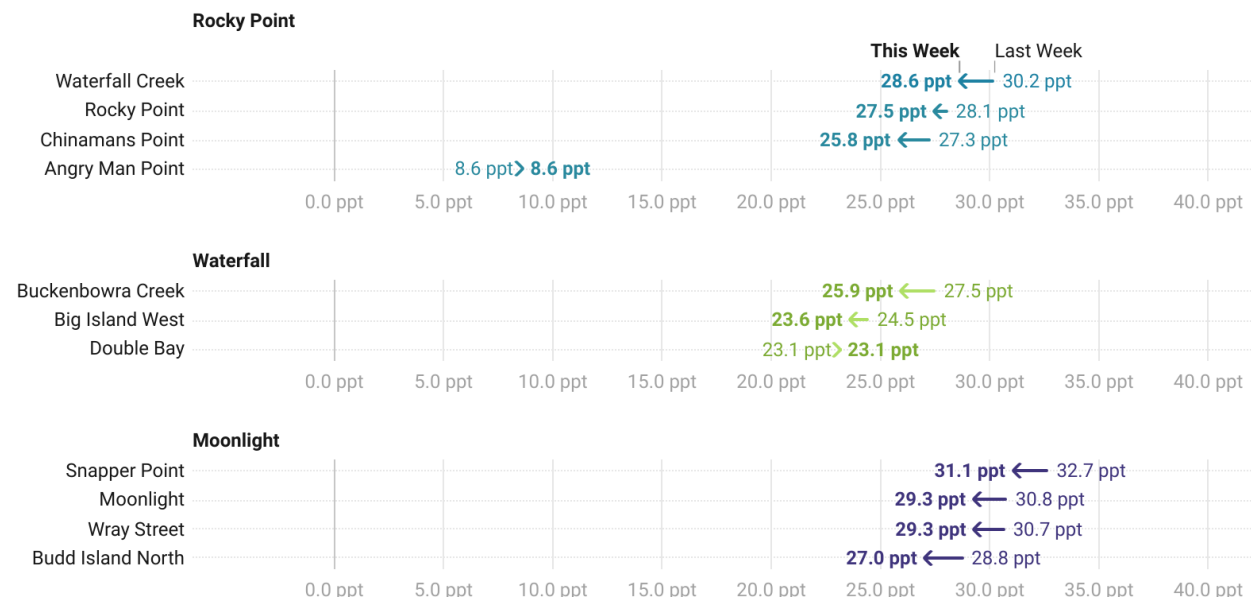 Rocky Point
This Week Last Week
Waterfall Creek 28.6 ppt 30.2 ppt
Rocky Point 27.5 ppt 28.1 ppt
Chinamans Point 25.8 ppt 27.3 ppt
Angry Man Point 8.6 ppt 8.6 ppt
0.0 ppt 5.0 ppt 10.0 ppt 15.0 ppt 20.0 ppt 25.0 ppt 30.0 ppt 35.0 ppt 40.0 ppt
Waterfall
Buckenbowra Creek 25.9 ppt 27.5 ppt
Big Island West 23.6 ppt 24.5 ppt
Double Bay 23.1 ppt 23.1 ppt
0.0 ppt 5.0 ppt 10.0 ppt 15.0 ppt 20.0 ppt 25.0 ppt 30.0 ppt 35.0 ppt 40.0 ppt
Moonlight
Snapper Point 31.1 ppt 32.7 ppt
Moonlight 29.3 ppt 30.8 ppt
Wray Street 29.3 ppt 30.7 ppt
Budd Island North 27.0 ppt 28.8 ppt
0.0 ppt 5.0 ppt 10.0 ppt 15.0 ppt 20.0 ppt 25.0 ppt 30.0 ppt 35.0 ppt 40.0 ppt